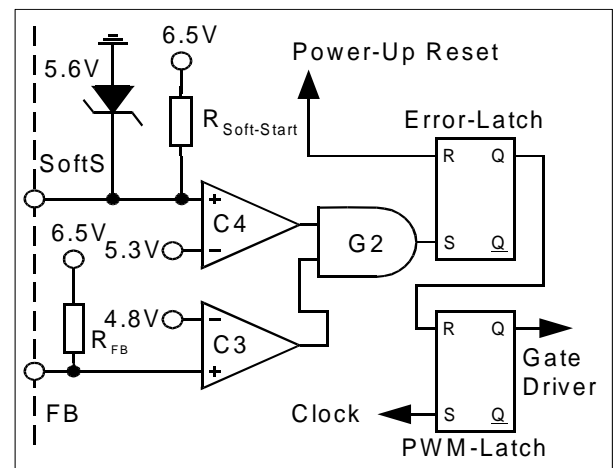 6.5V
Power-Up Reset
5.6V
R Soft-Start
Error-Latch
SoftS
R Q
+
C4
-
G2
6.5V
5.3V
S Q
4.8V
-
R Q
R FB
C3
+
Gate
Driver
FB
Clock
S Q
PWM-Latch